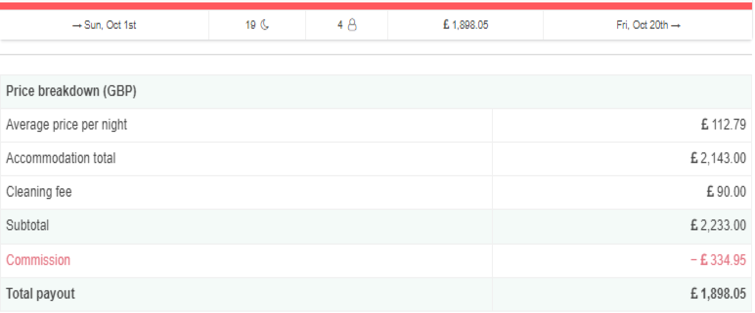 → Sun, Oct 1st 19 4 £ 1,898.05 Fri, Oct 20th →
Price breakdown (GBP)
Average price per night £ 112.79
Accommodation total £ 2,143.00
Cleaning fee £ 90.00
Subtotal £ 2,233.00
Commission − £ 334.95
Total payout £ 1,898.05